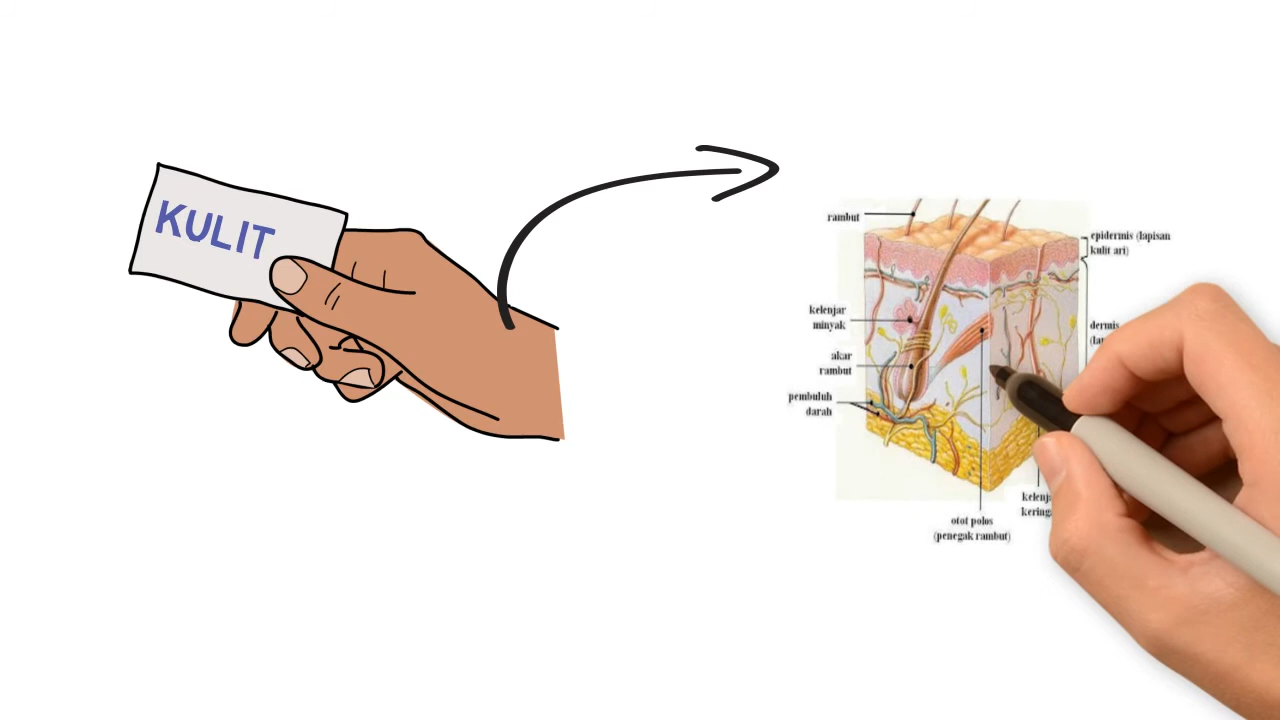 KULIT
rambut
epidermis (lapisan
kulit ari)
kelenjar
minyak
dermis
akar
rambut
pembuluh
darah
otot polos
(penegak rambut)